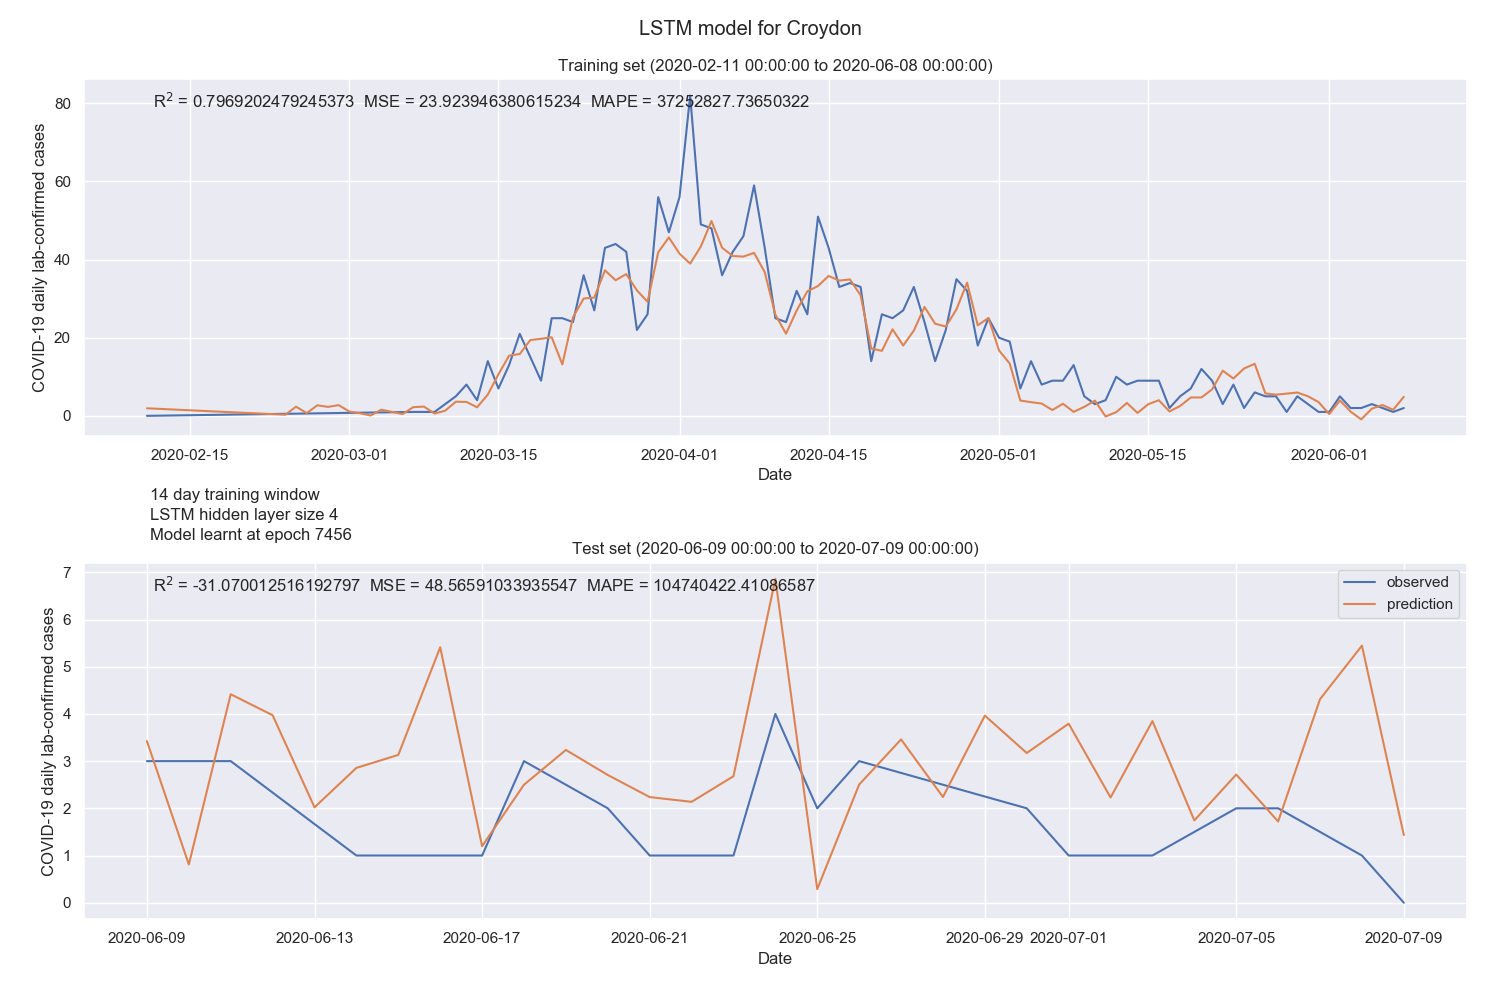 LSTM model for Croydon
Training set (2020-02-11 00:00:00 to 2020-06-08 00:00:00)
R² = 0.7969202479245373 MSE = 23.923946380615234 MAPE = 37252827.73650322
COVID-19 daily lab-confirmed cases
80
60
40
20
0
2020-02-15 2020-03-01 2020-03-15 2020-04-01 2020-04-15 2020-05-01 2020-05-15 2020-06-01
Date
14 day training window
LSTM hidden layer size 4
Model learnt at epoch 7456
Test set (2020-06-09 00:00:00 to 2020-07-09 00:00:00)
R² = -31.070012516192797 MSE = 48.56591033935547 MAPE = 104740422.41086587
observed
prediction
COVID-19 daily lab-confirmed cases
7
6
5
4
3
2
1
0
2020-06-09 2020-06-13 2020-06-17 2020-06-21 2020-06-25 2020-06-29 2020-07-01 2020-07-05 2020-07-09
Date